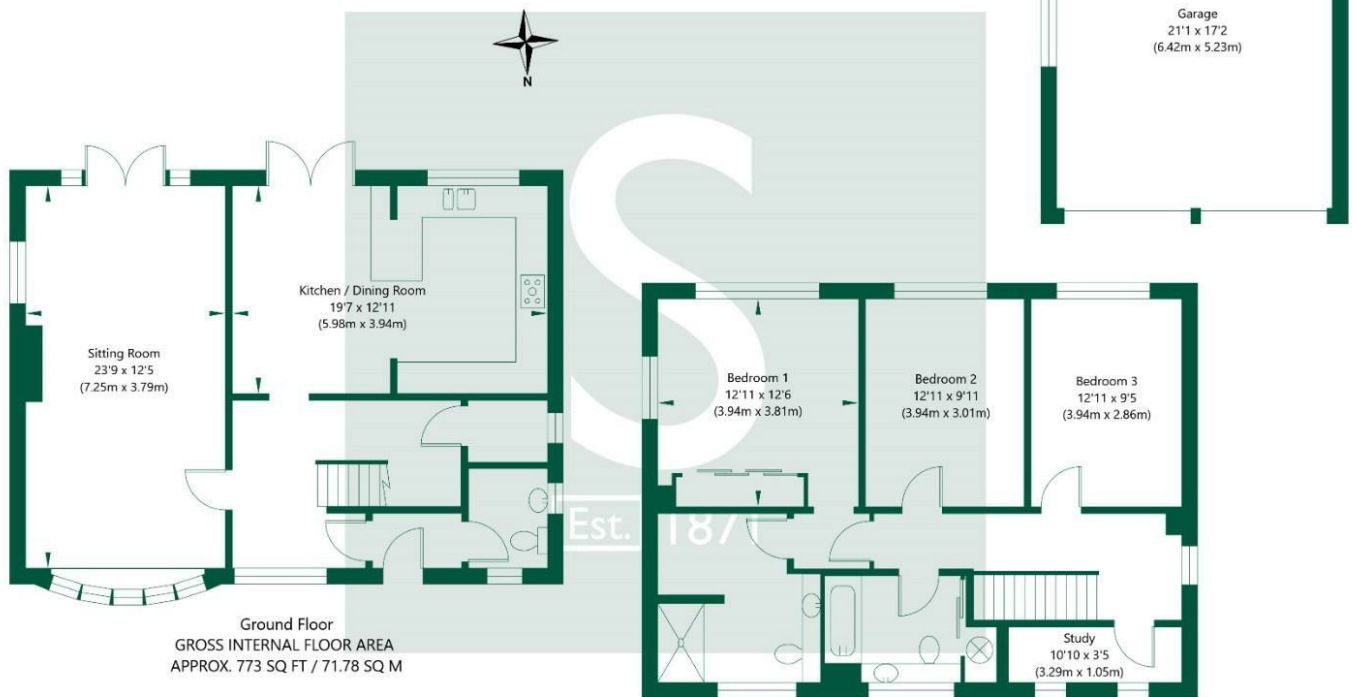 Garage
21'1 x 17'2
(6.42m x 5.23m)
N
S
Est. 1871
Kitchen / Dining Room
19'7 x 12'11
(5.98m x 3.94m)
Sitting Room
23'9 x 12'5
(7.25m x 3.79m)
Bedroom 1
12'11 x 12'6
(3.94m x 3.81m)
Bedroom 2
12'11 x 9'11
(3.94m x 3.01m)
Bedroom 3
12'11 x 9'5
(3.94m x 2.86m)
Study
10'10 x 3'5
(3.29m x 1.05m)
Ground Floor
GROSS INTERNAL FLOOR AREA
APPROX. 773 SQ FT / 71.78 SQ M